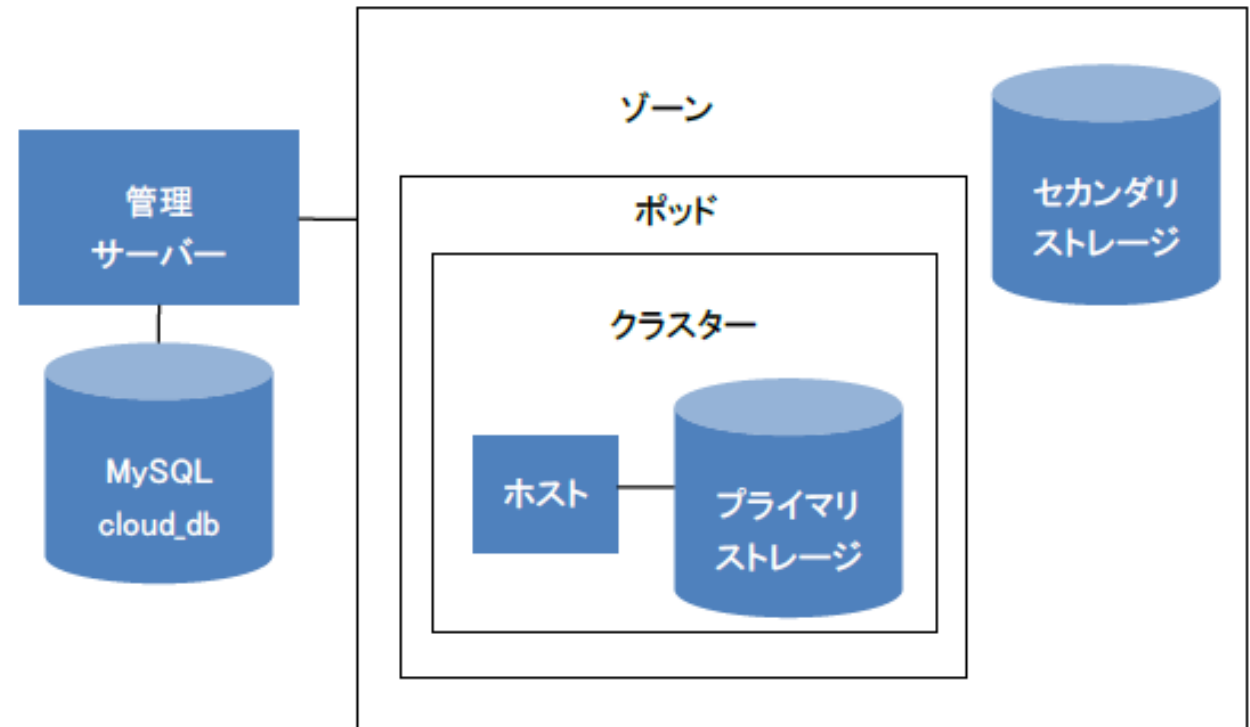 ゾーン
管理
サーバー
ポッド
セカンダリ
ストレージ
クラスター
MySQL
cloud_db
ホスト
プライマリ
ストレージ